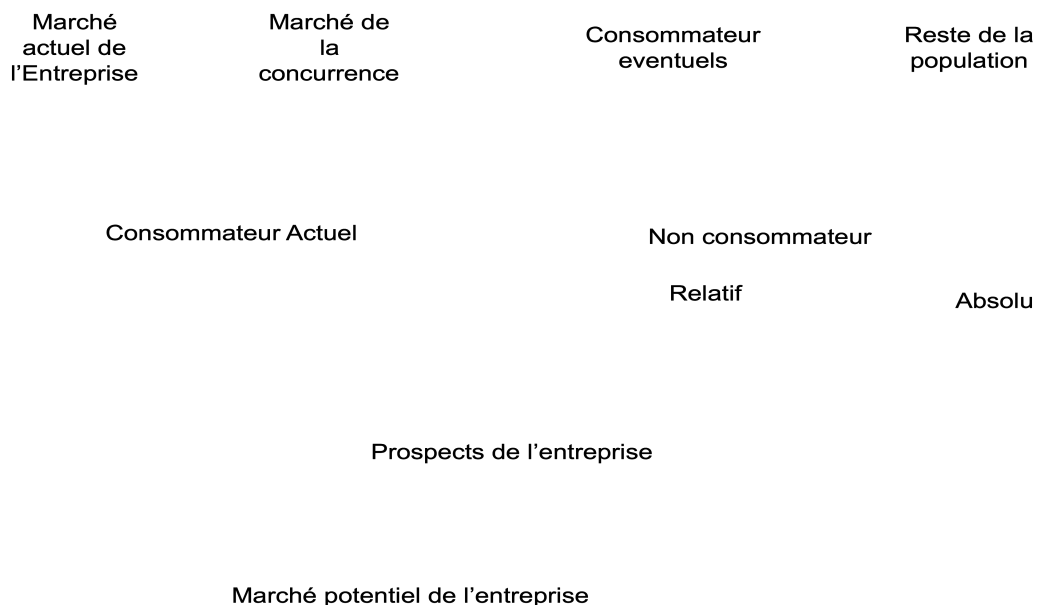 Marché
actuel de
l’Entreprise
Marché de
la
concurrence
Consommateur
eventuels
Reste de la
population
Consommateur Actuel
Non consommateur
Relatif
Absolu
Prospects de l’entreprise
Marché potentiel de l’entreprise